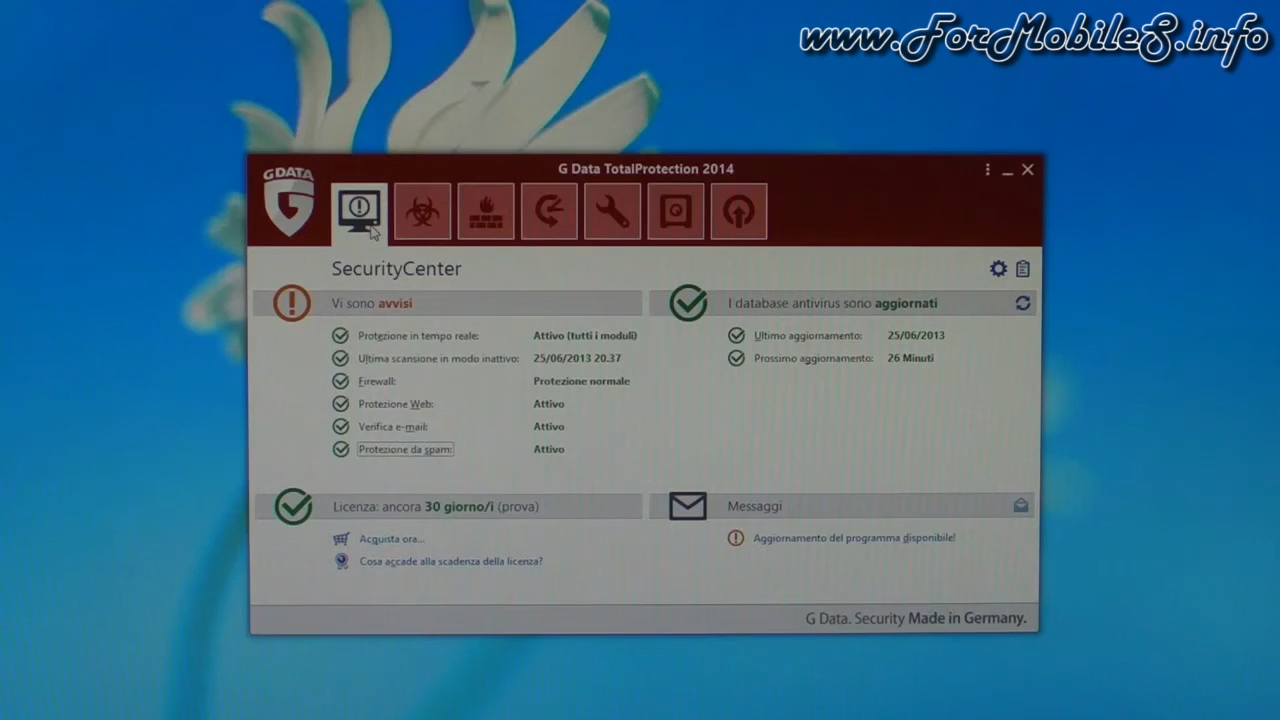 www.ForMobileS.info
G Data TotalProtection 2014
G DATA
SecurityCenter
Vi sono avvisi
Protezione in tempo reale: Attivo (tutti i moduli)
Ultima scansione in modo inattivo: 25/06/2013 20.37
Firewall: Protezione normale
Protezione Web: Attivo
Verifica e-mail: Attivo
Protezione da spam: Attivo
I database antivirus sono aggiornati
Ultimo aggiornamento: 25/06/2013
Prossimo aggiornamento: 26 Minuti
Licenza: ancora 30 giorno/i (prova)
Acquista ora...
Cosa accade alla scadenza della licenza?
Messaggi
Aggiornamento del programma disponibile!
G Data. Security Made in Germany.